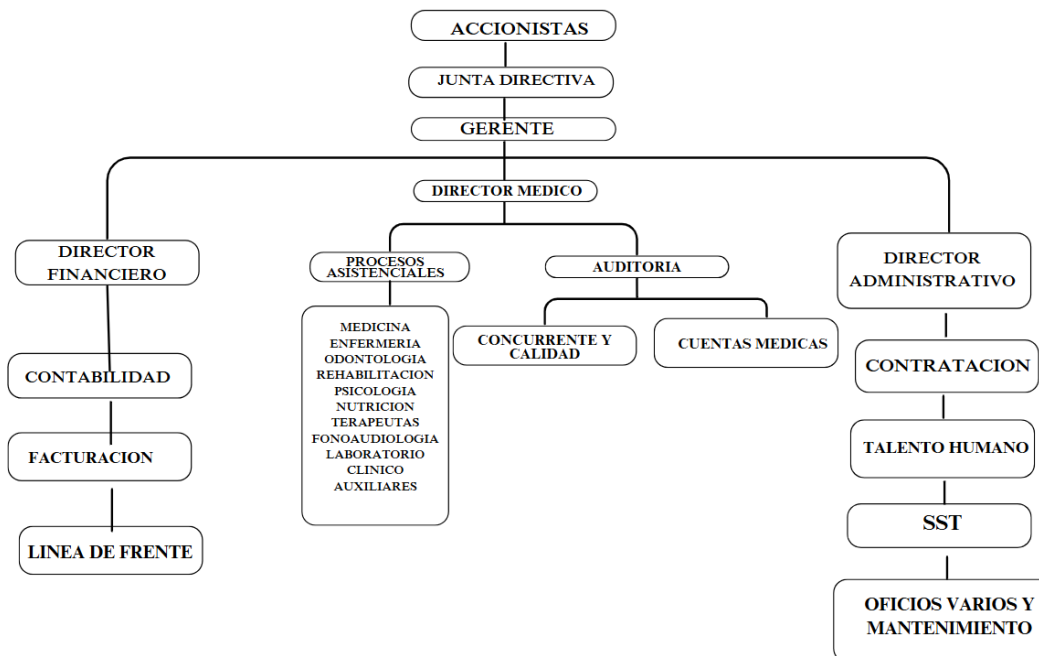 ACCIONISTAS
JUNTA DIRECTIVA
GERENTE
DIRECTOR MEDICO
DIRECTOR
FINANCIERO
PROCESOS
ASISTENCIALES
AUDITORIA
DIRECTOR
ADMINISTRATIVO
MEDICINA
ENFERMERIA
ODONTOLOGIA
REHABILITACION
PSICOLOGIA
NUTRICION
TERAPEUTAS
FONOAUDIOLOGIA
LABORATORIO
CLINICO
AUXILIARES
CONCURRENTE Y
CALIDAD
CUENTAS MEDICAS
CONTABILIDAD
CONTRATACION
FACTURACION
TALENTO HUMANO
LINEA DE FRENTE
SST
OFICIOS VARIOS Y
MANTENIMIENTO